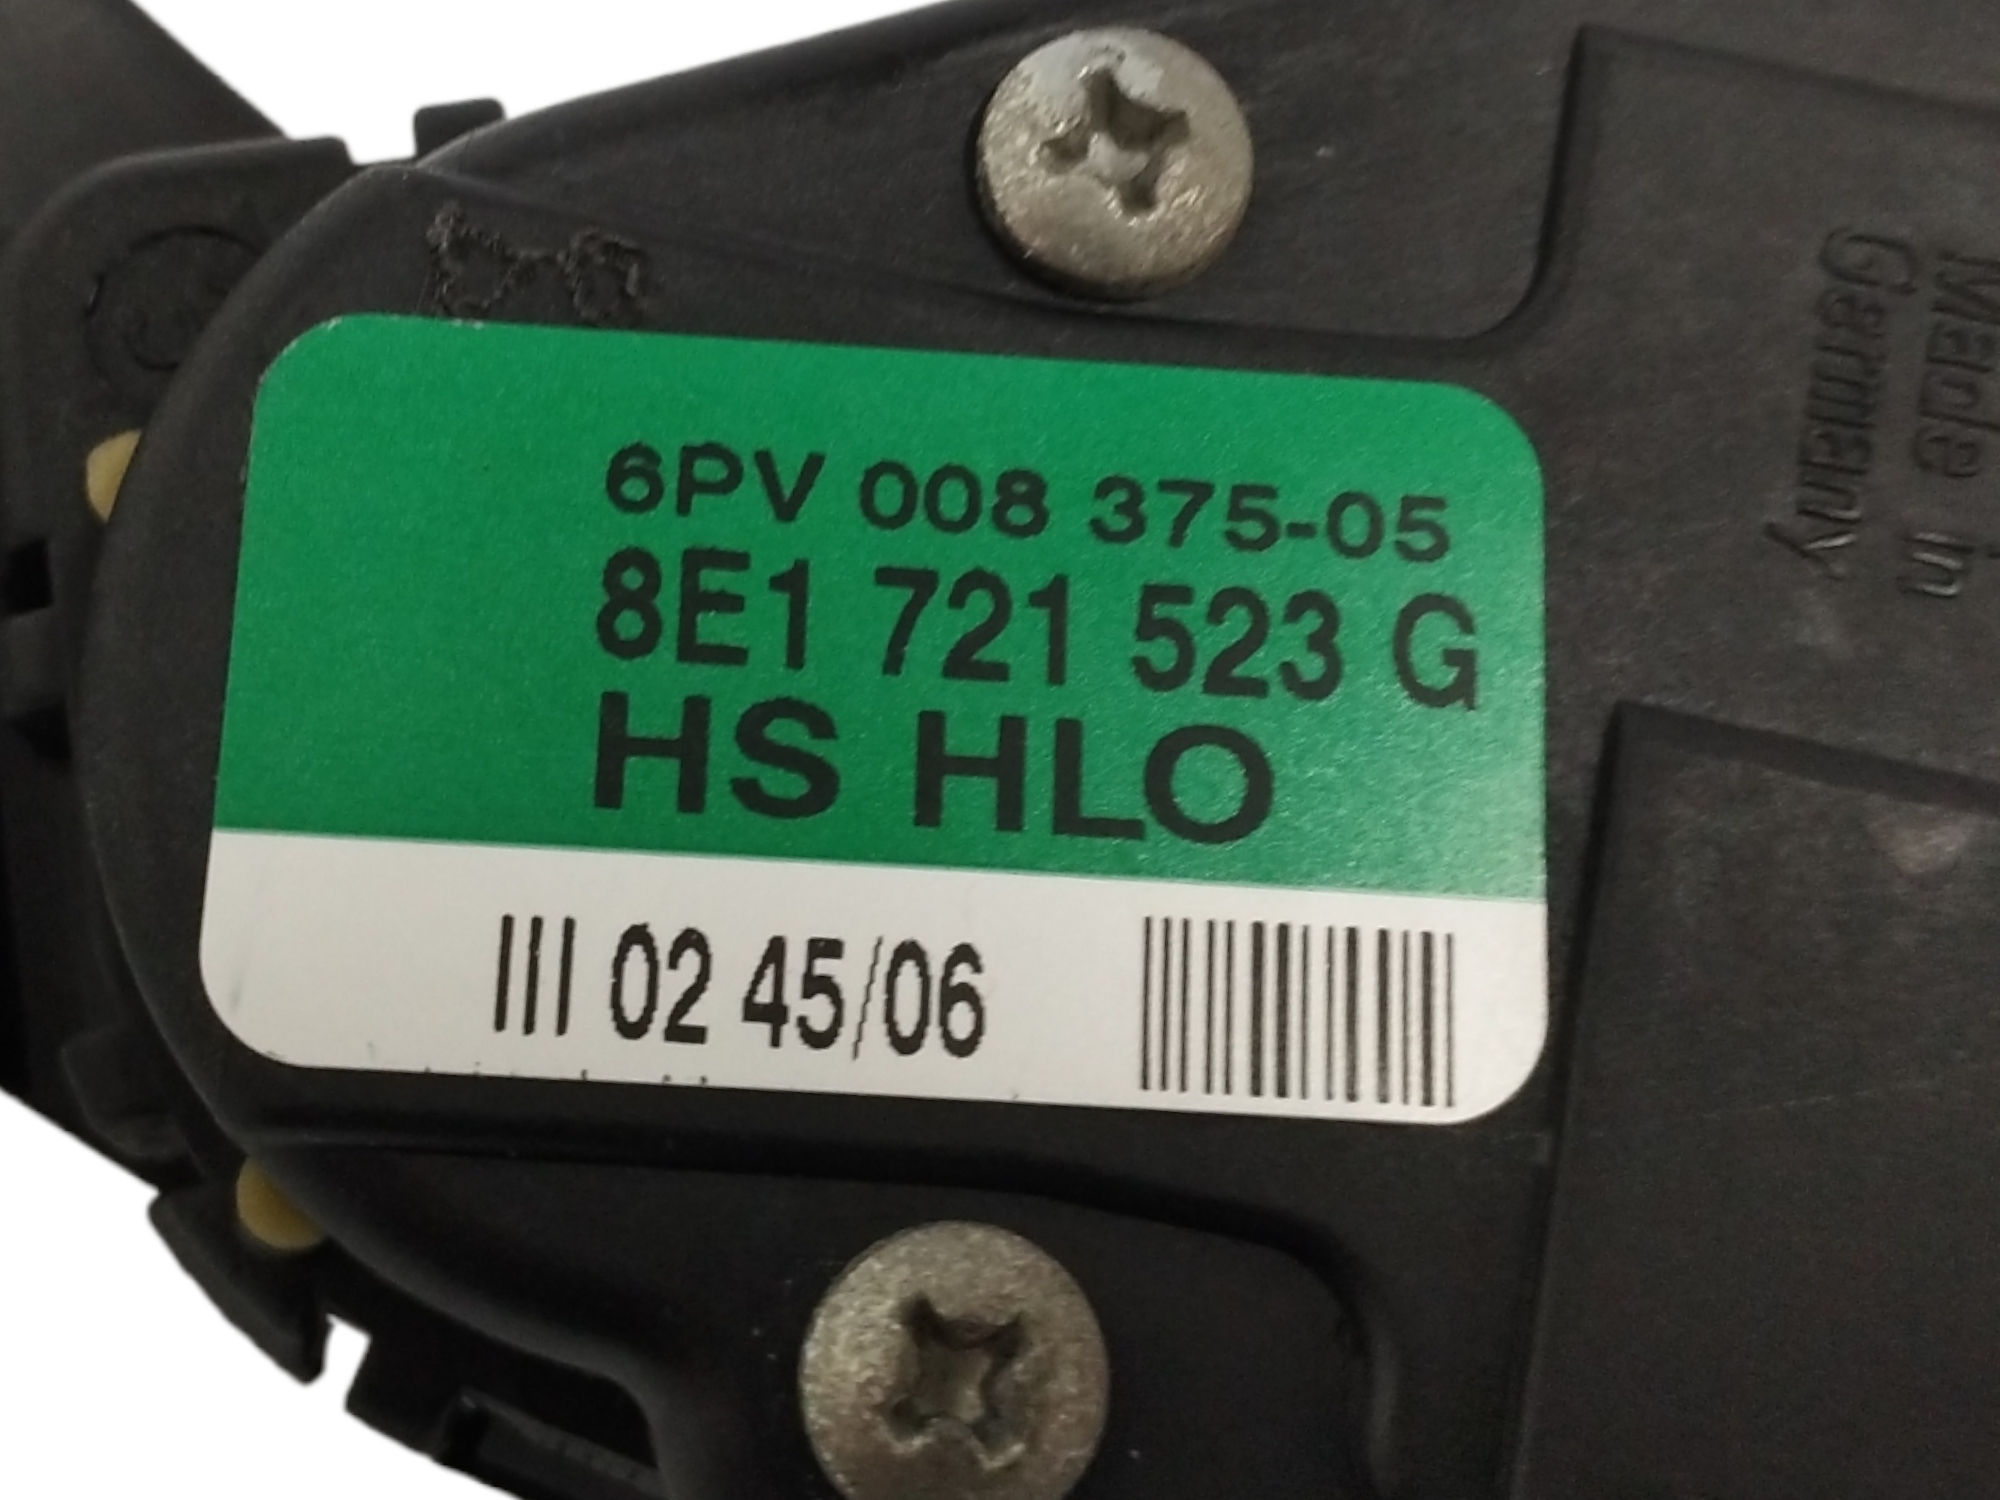 6PV 008 375-05
8E1 721 523 G
HS HLO
III 02 45/06
Made in
Germany